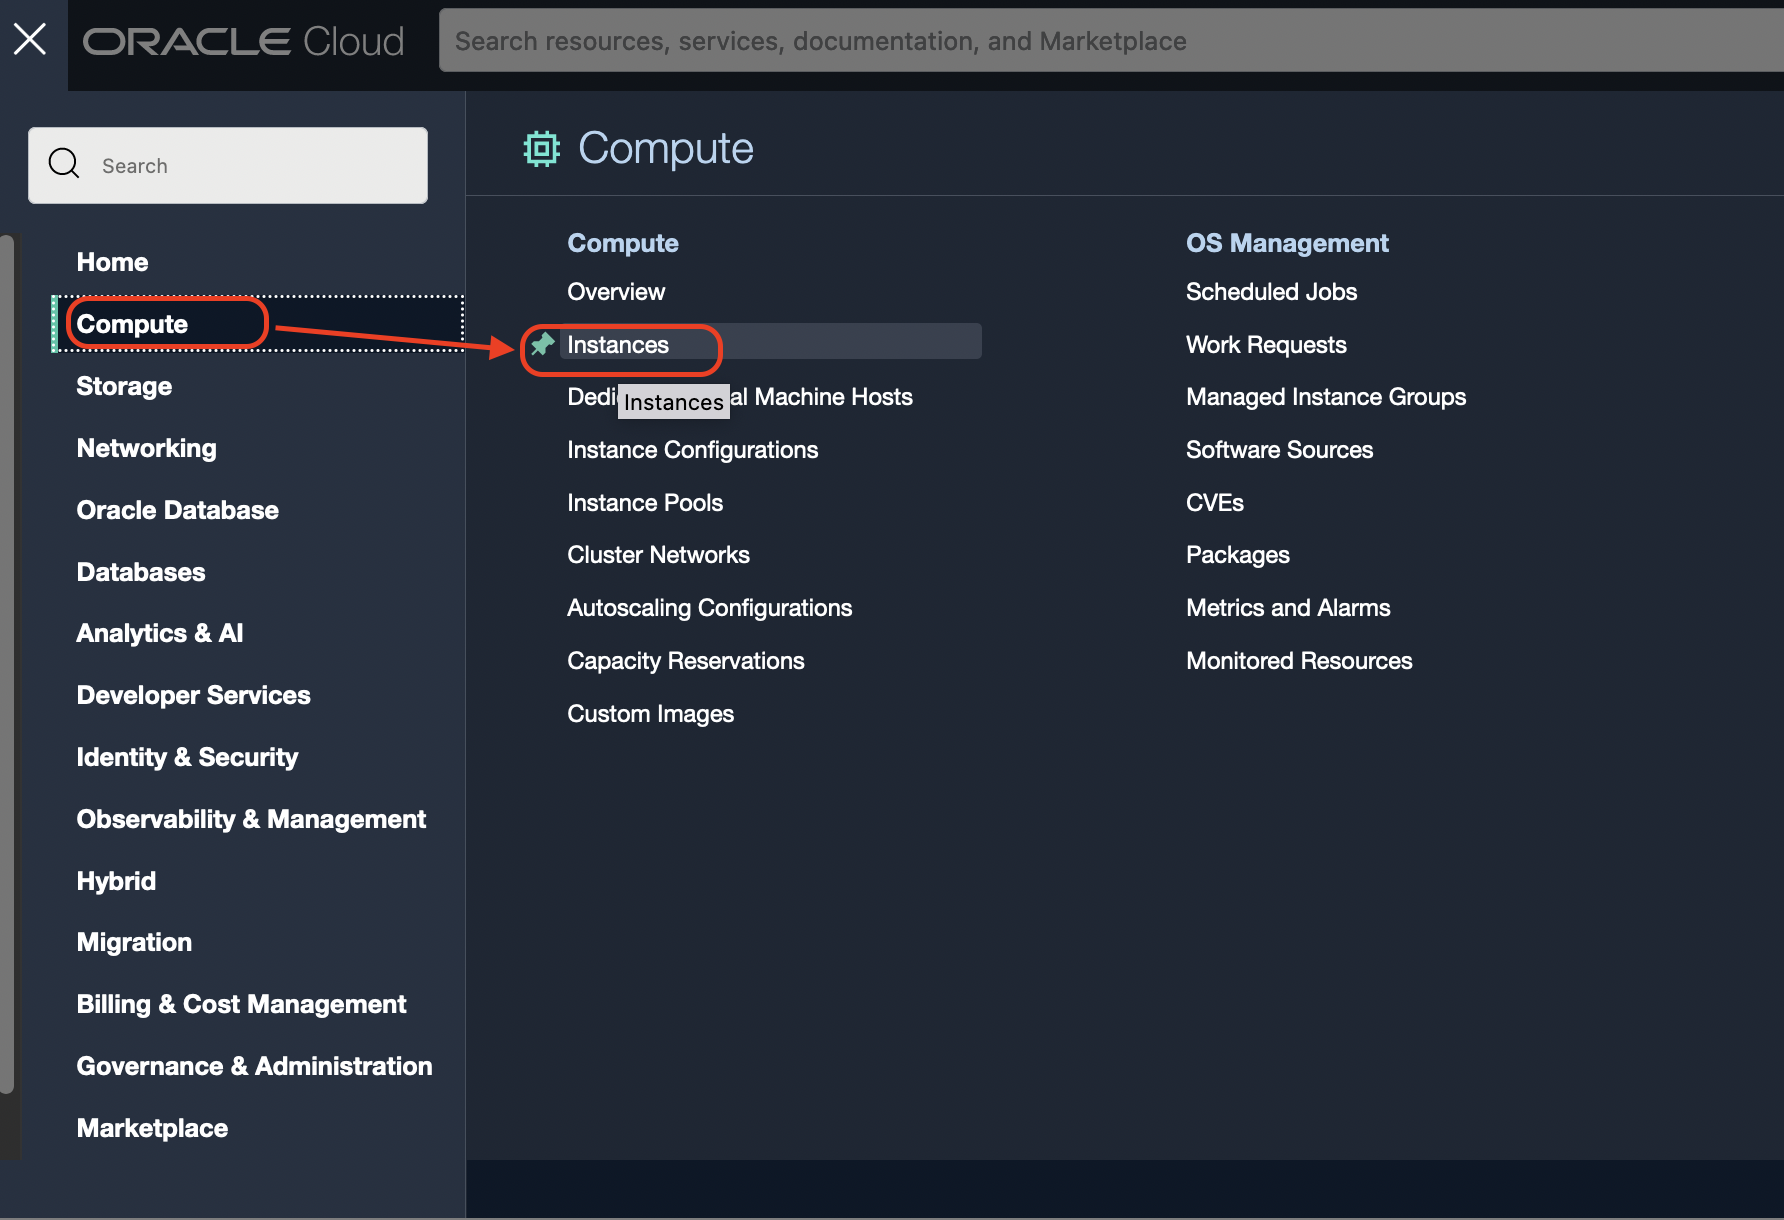 ORACLE Cloud
Search resources, services, documentation, and Marketplace
Search
Home
Compute
Storage
Networking
Oracle Database
Databases
Analytics & AI
Developer Services
Identity & Security
Observability & Management
Hybrid
Migration
Billing & Cost Management
Governance & Administration
Marketplace
Compute
Compute
Overview
Instances
Dedi al Machine Hosts
Instances
Instance Configurations
Instance Pools
Cluster Networks
Autoscaling Configurations
Capacity Reservations
Custom Images
OS Management
Scheduled Jobs
Work Requests
Managed Instance Groups
Software Sources
CVEs
Packages
Metrics and Alarms
Monitored Resources